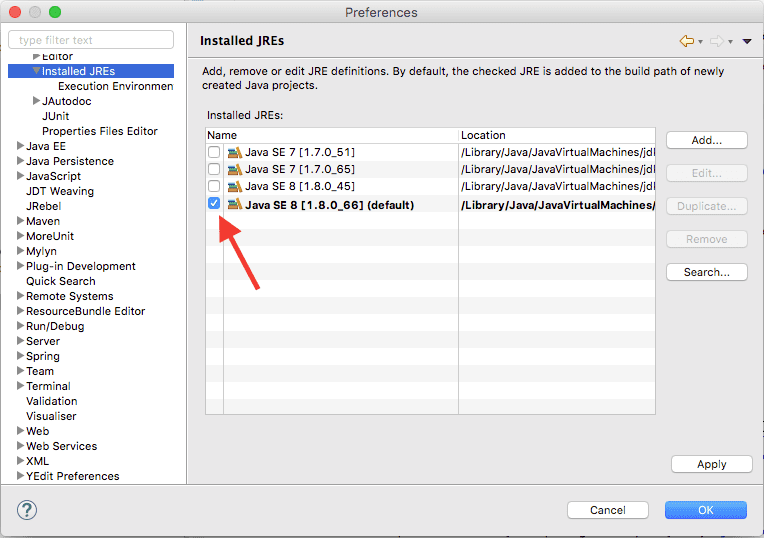 Preferences
type filter text
Editor
Installed JREs
Execution Environmen
JAutodoc
JUnit
Properties Files Editor
Java EE
Java Persistence
JavaScript
JDT Weaving
JRebel
Maven
MoreUnit
Mylyn
Plug-in Development
Quick Search
Remote Systems
ResourceBundle Editor
Run/Debug
Server
Spring
Team
Terminal
Validation
Visualiser
Web
Web Services
XML
YEdit Preferences
Installed JREs
Add, remove or edit JRE definitions. By default, the checked JRE is added to the build path of newly
created Java projects.
Installed JREs:
Name Location
Java SE 7 [1.7.0_51] /Library/Java/JavaVirtualMachines/jdk
Java SE 7 [1.7.0_65] /Library/Java/JavaVirtualMachines/jdk
Java SE 8 [1.8.0_45] /Library/Java/JavaVirtualMachines/jdk
Java SE 8 [1.8.0_66] (default) /Library/Java/JavaVirtualMachines/
Add...
Edit...
Duplicate...
Remove
Search...
Apply
?
Cancel OK